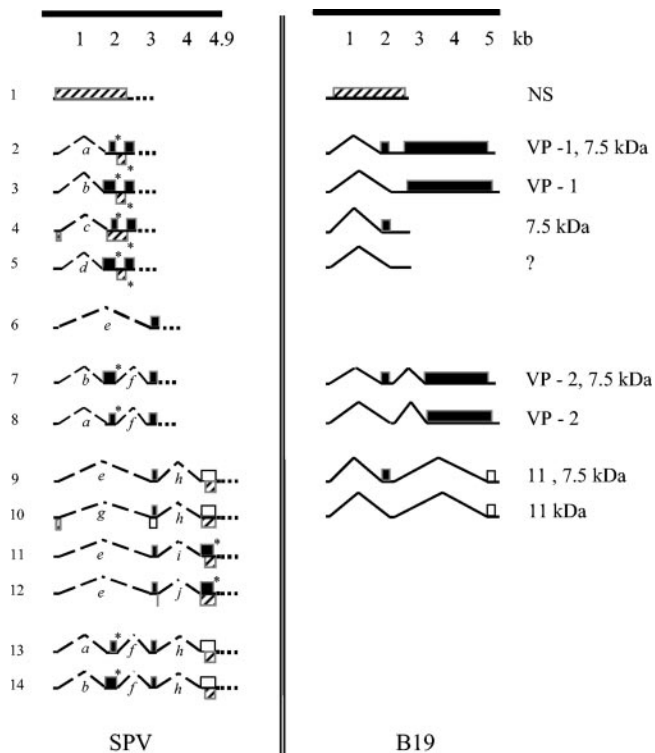 1 2 3 4 4.9 1 2 3 4 5 kb
1 NS
2 a * * VP -1, 7.5 kDa
3 b * * VP - 1
4 c * * 7.5 kDa
5 d * * ?
6 e
7 b * f VP - 2, 7.5 kDa
8 a * f VP - 2
9 e h 11 , 7.5 kDa
10 g h 11 kDa
11 e i *
12 e j *
13 a * f h
14 b * f h
SPV B19